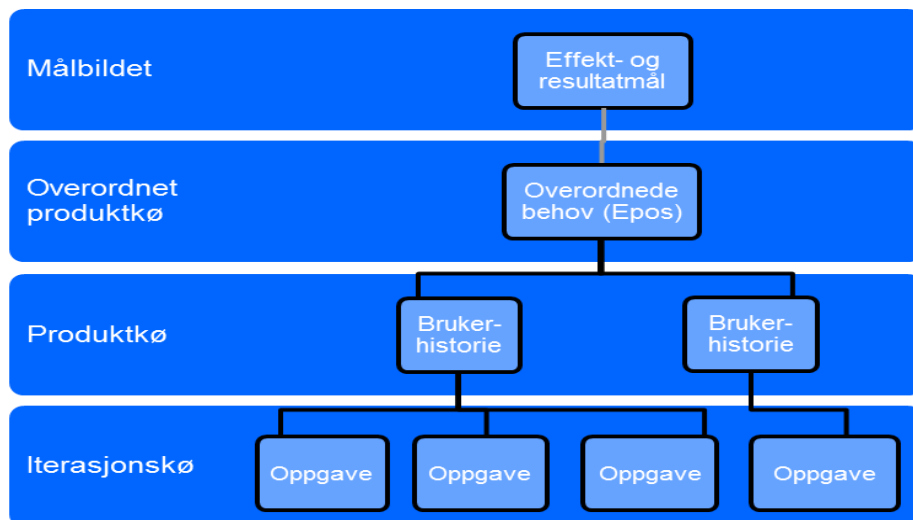 Målbildet
Effekt- og
resultatmål
Overordnet
produktkø
Overordnede
behov (Epos)
Produktkø
Bruker-
historie
Bruker-
historie
Iterasjonskø
Oppgave
Oppgave
Oppgave
Oppgave